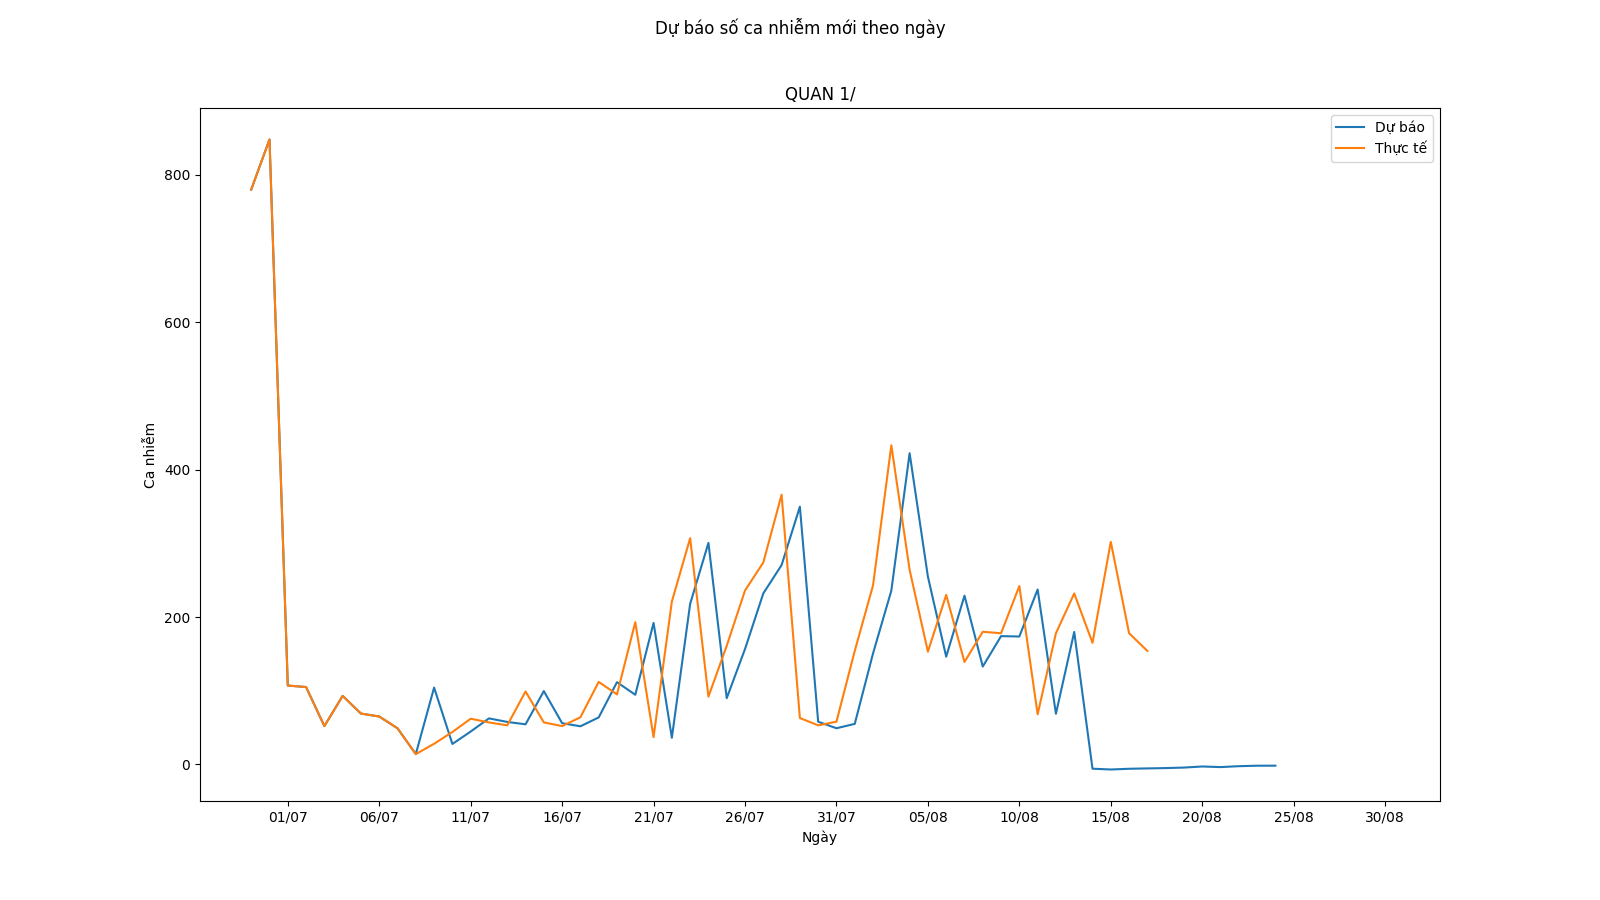 Dự báo số ca nhiễm mới theo ngày
QUAN 1/
Dự báo
Thực tế
800
600
400
200
0
Ca nhiễm
01/07 06/07 11/07 16/07 21/07 26/07 31/07 05/08 10/08 15/08 20/08 25/08 30/08
Ngày